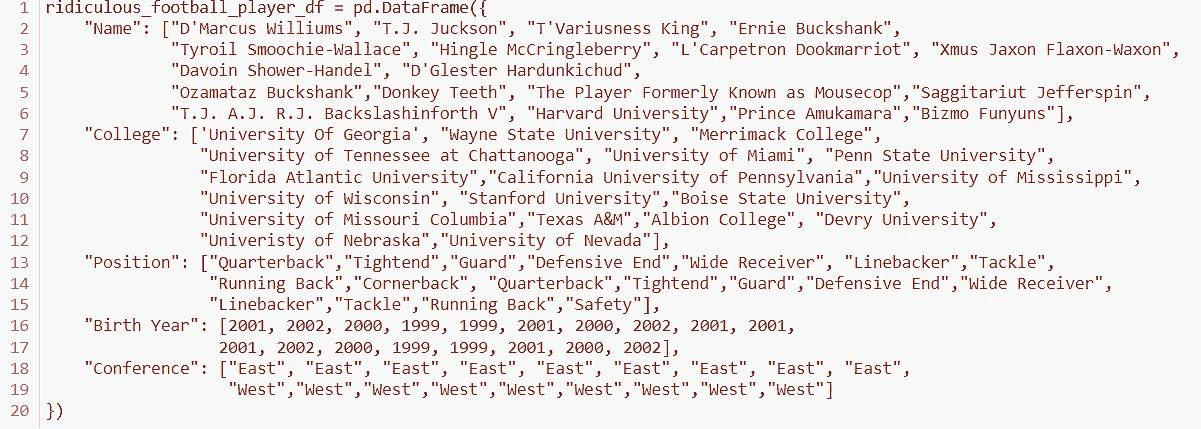 1 ridiculous_football_player_df = pd.DataFrame({
2 "Name": ["D'Marcus Williums", "T.J. Juckson", "T'Variusness King", "Ernie Buckshank",
3 "Tyroil Smoochie-Wallace", "Hingle McCringleberry", "L'Carpetron Dookmarriot", "Xmus Jaxon Flaxon-Waxon",
4 "Davoin Shower-Handel", "D'Glester Hardunkichud",
5 "Ozamataz Buckshank","Donkey Teeth", "The Player Formerly Known as Mousecop","Saggitariut Jefferspin",
6 "T.J. A.J. R.J. Backslashinforth V", "Harvard University","Prince Amukamara","Bizmo Funyuns"],
7 "College": ['University Of Georgia', "Wayne State University", "Merrimack College",
8 "University of Tennessee at Chattanooga", "University of Miami", "Penn State University",
9 "Florida Atlantic University","California University of Pennsylvania","University of Mississippi",
10 "University of Wisconsin", "Stanford University","Boise State University",
11 "University of Missouri Columbia","Texas A&M","Albion College", "Devry University",
12 "Univeristy of Nebraska","University of Nevada"],
13 "Position": ["Quarterback","Tightend","Guard","Defensive End","Wide Receiver", "Linebacker","Tackle",
14 "Running Back","Cornerback", "Quarterback","Tightend","Guard","Defensive End","Wide Receiver",
15 "Linebacker","Tackle","Running Back","Safety"],
16 "Birth Year": [2001, 2002, 2000, 1999, 1999, 2001, 2000, 2002, 2001, 2001,
17 2001, 2002, 2000, 1999, 1999, 2001, 2000, 2002],
18 "Conference": ["East", "East", "East", "East", "East", "East", "East", "East", "East",
19 "West","West","West","West","West","West","West","West","West"]
20 })